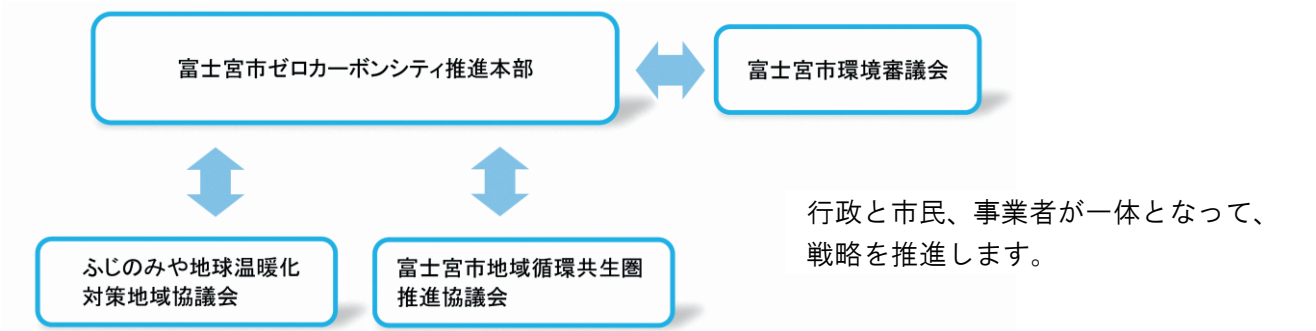 富士宮市ゼロカーボンシティ推進本部
富士宮市環境審議会
行政と市民、事業者が一体となって、
戦略を推進します。
ふじのみや地球温暖化
対策地域協議会
富士宮市地域循環共生圏
推進協議会